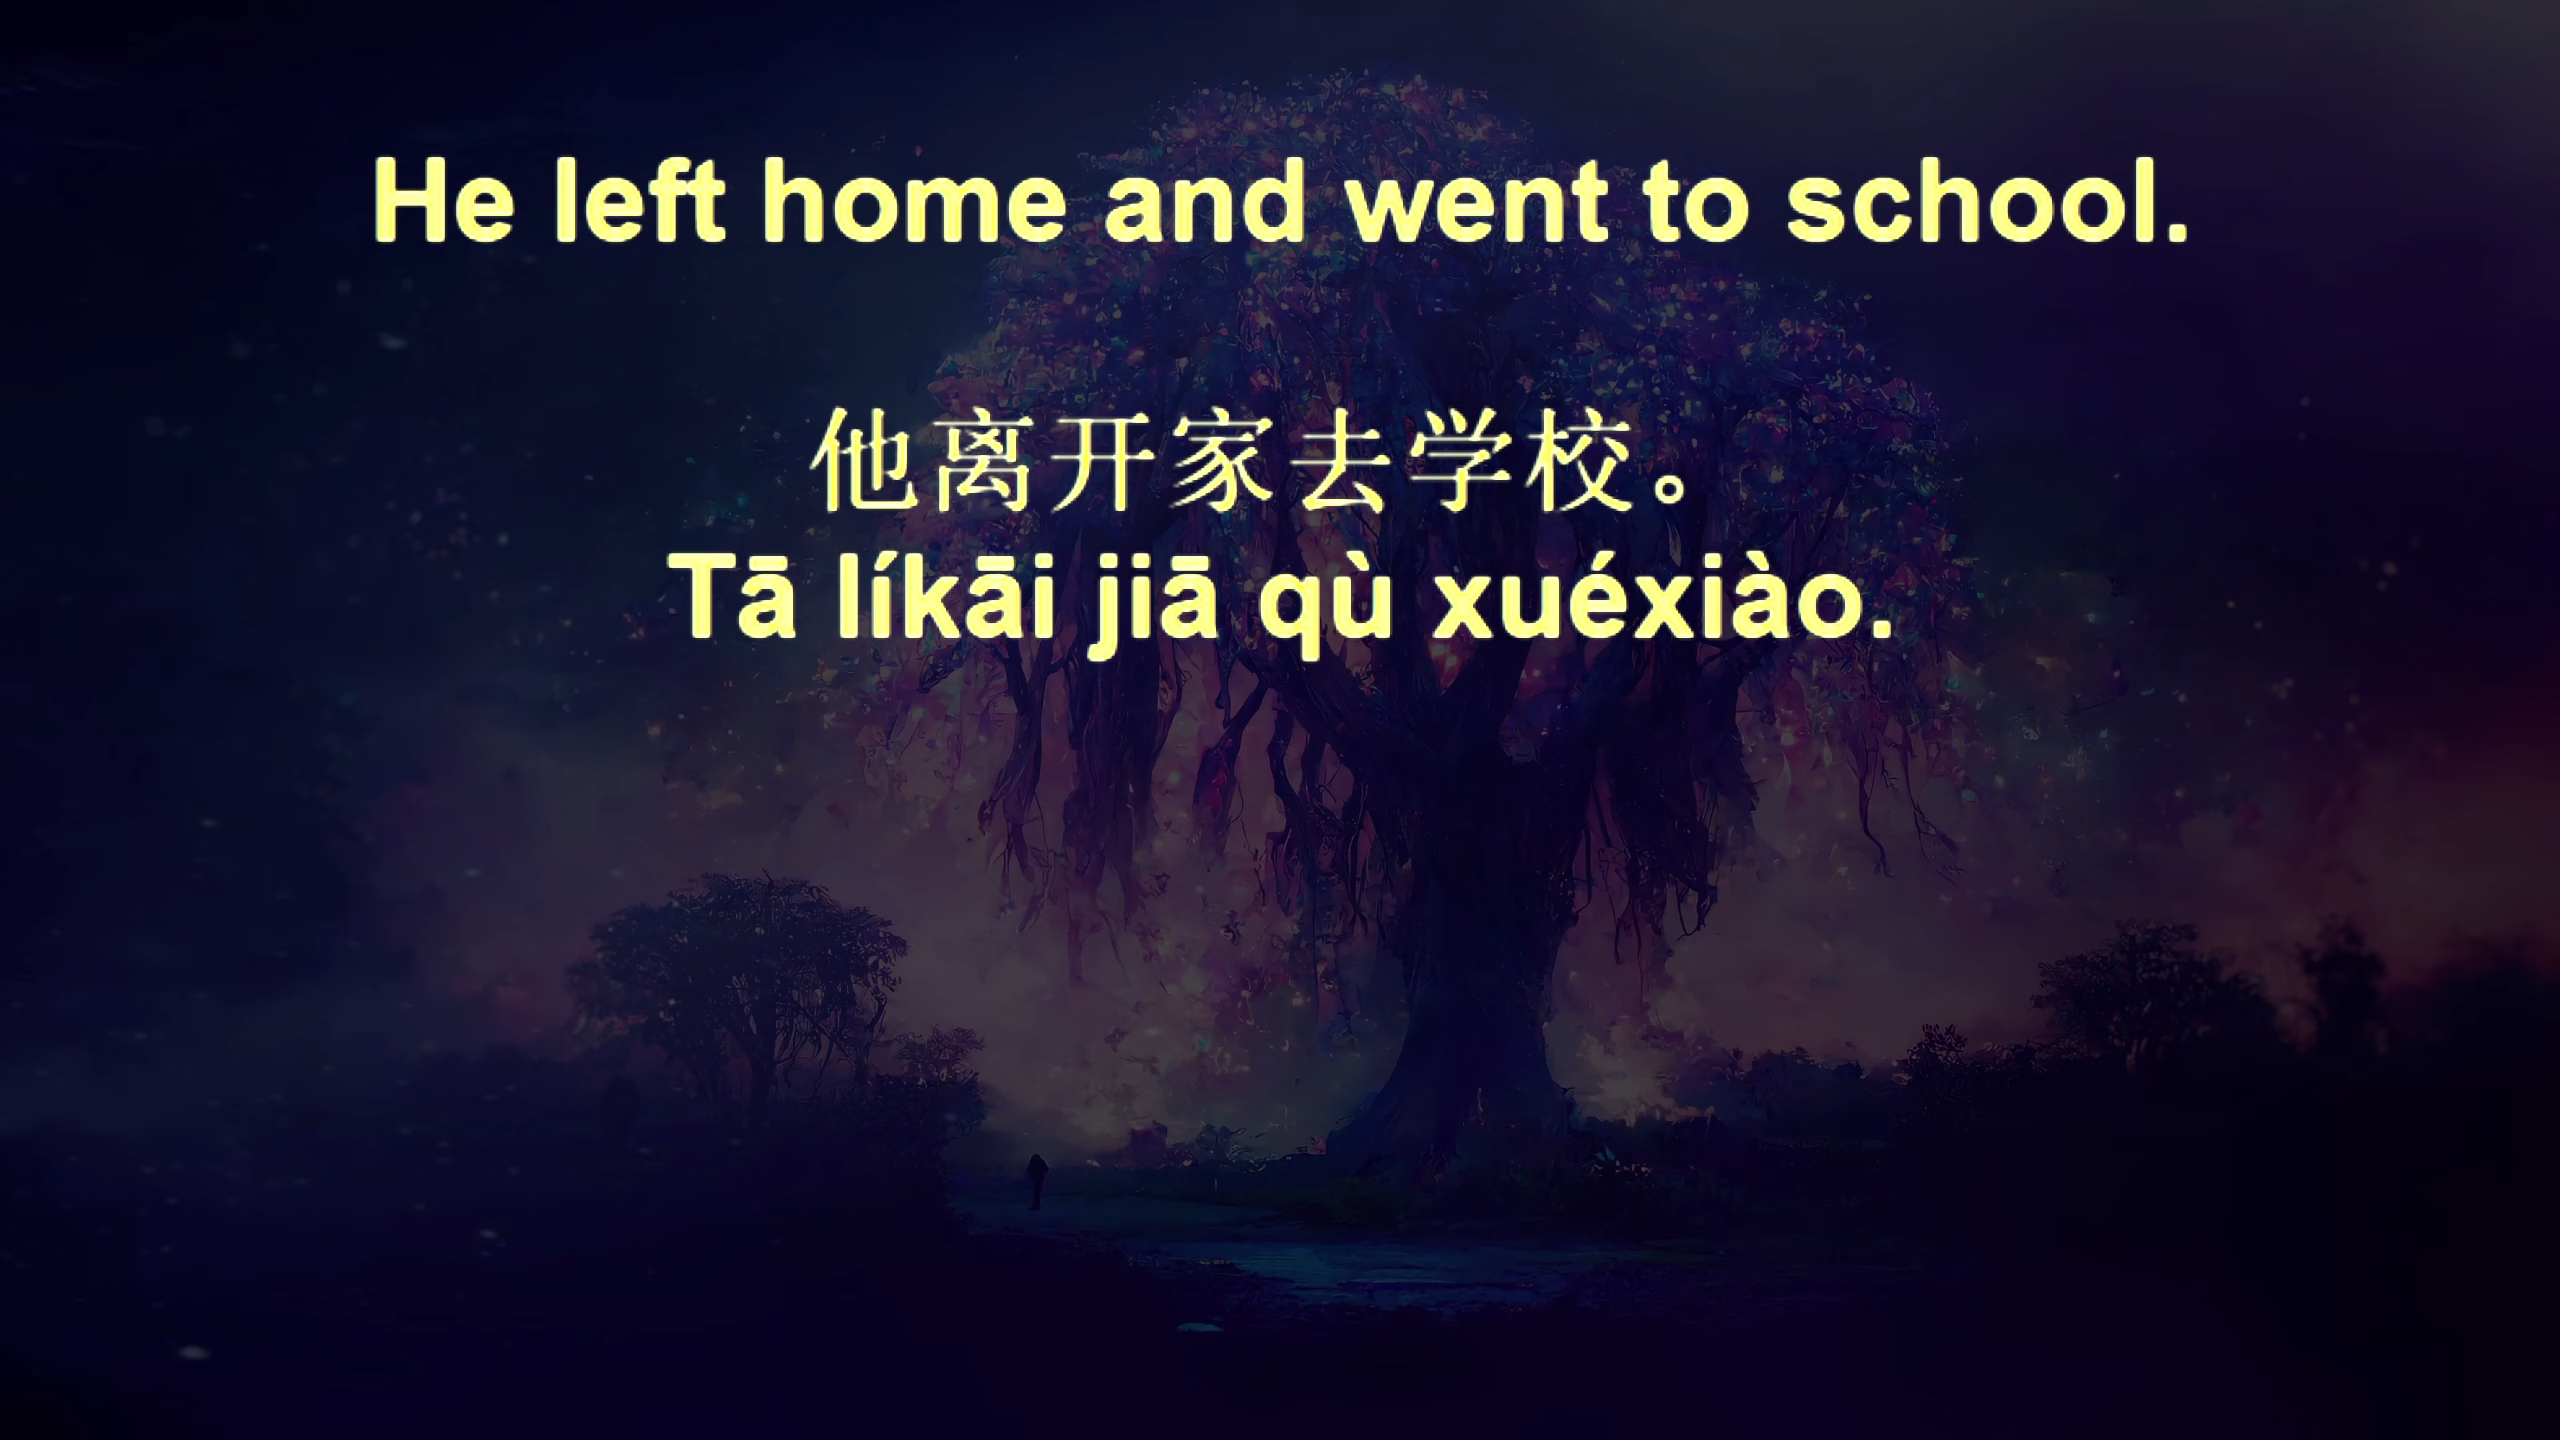 He left home and went to school.
他离开家去学校。
Tā líkāi jiā qù xuéxiào.